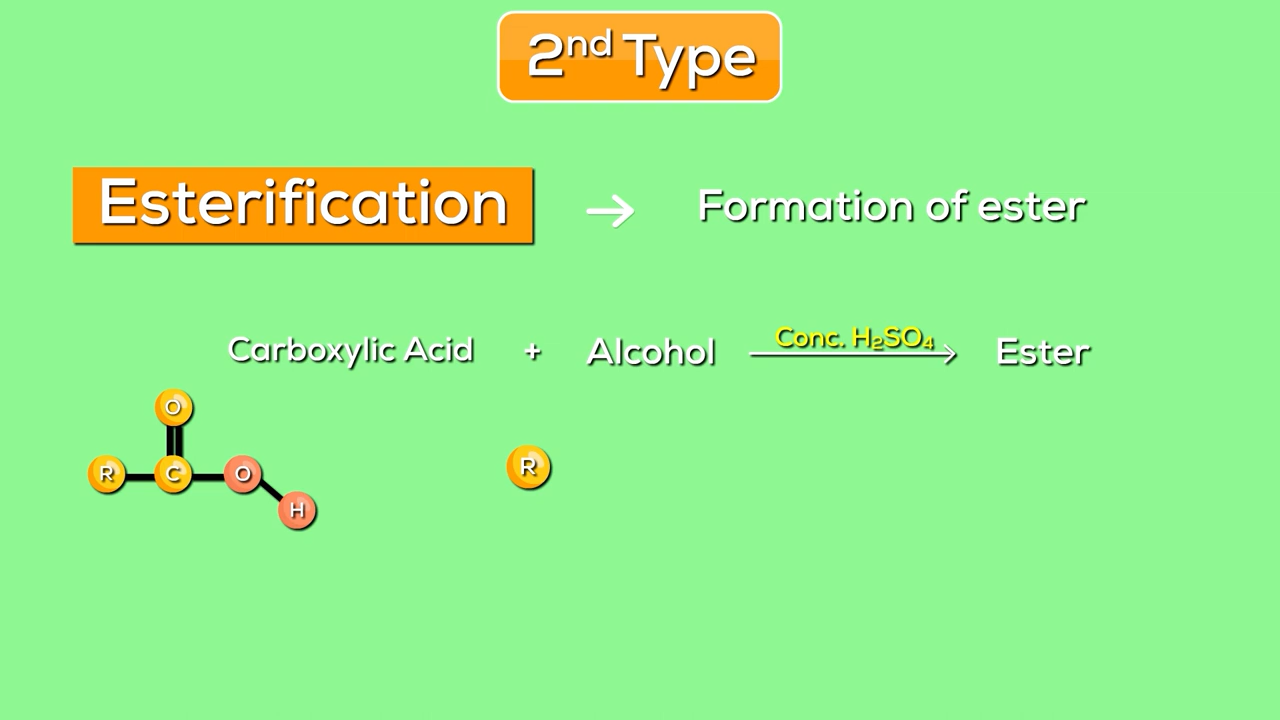 2nd Type
Esterification → Formation of ester
Conc. H₂SO₄
Carboxylic Acid + Alcohol ⟶ Ester
O
R C O R
H